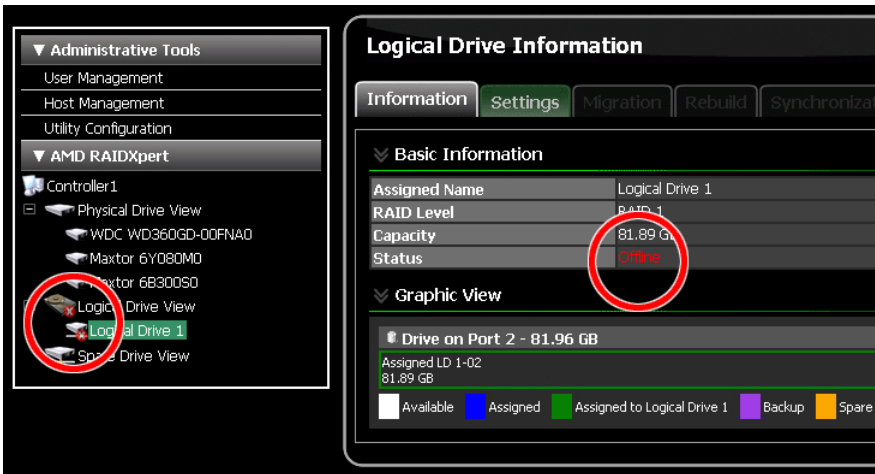 ▼ Administrative Tools
User Management
Host Management
Utility Configuration
▼ AMD RAIDXpert
Controller1
Physical Drive View
WDC WD360GD-00FNA0
Maxtor 6Y080M0
Maxtor 6B300S0
Logical Drive View
Logical Drive 1
Spare Drive View
Logical Drive Information
Information Settings Migration Rebuild Synchronizat
Basic Information
Assigned Name Logical Drive 1
RAID Level RAID 1
Capacity 81.89 GB
Status Offline
Graphic View
Drive on Port 2 - 81.96 GB
Assigned LD 1-02
81.89 GB
Available Assigned Assigned to Logical Drive 1 Backup Spare